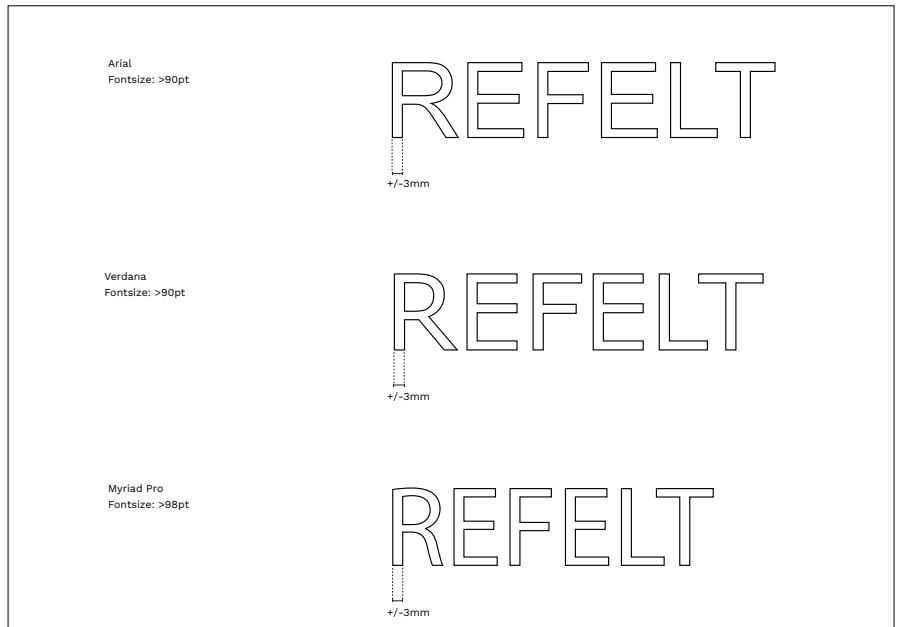 Arial
Fontsize: >90pt
REFELT
+/-3mm
Verdana
Fontsize: >90pt
REFELT
+/-3mm
Myriad Pro
Fontsize: >98pt
REFELT
+/-3mm